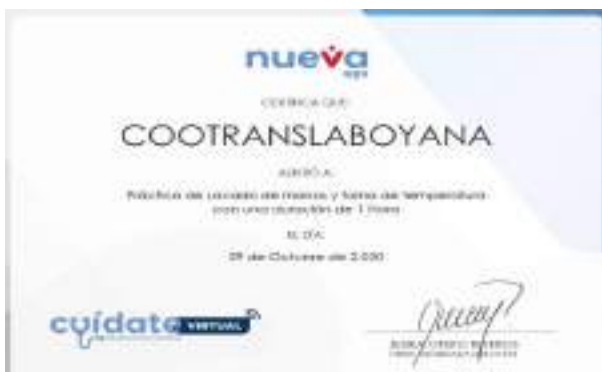 nueva
eps
CERTIFICA QUE:
COOTRANSLABOYANA
ASISTIÓ A:
Práctica de lavado de manos y toma de temperatura
con una duración de 1 Hora
EL DÍA:
de Octubre de 2.020
cuídate VIRTUAL